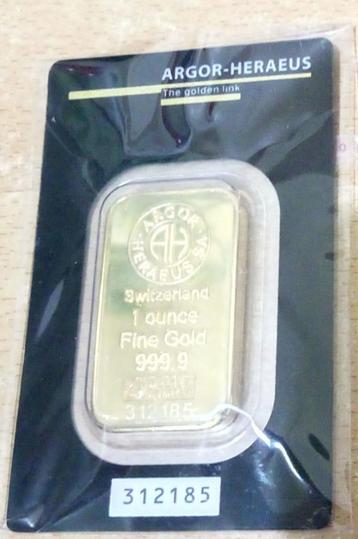 ARGOR-HERAEUS
The golden link
ARGOR
AH
HERAEUS SA
Switzerland
1 ounce
Fine Gold
999.9
312185
312185